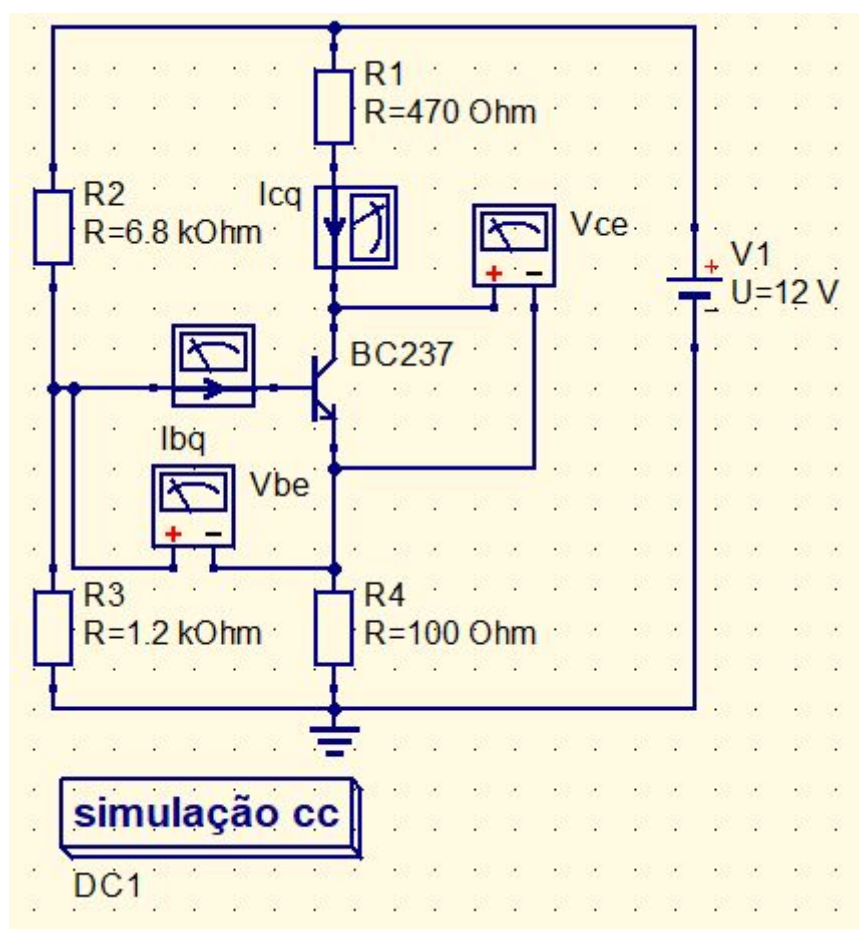 R1
R=470 Ohm
R2
R=6.8 kOhm
Icq
Vce
V1
U=12 V
BC237
Ibq
Vbe
R3
R=1.2 kOhm
R4
R=100 Ohm
simulação cc
DC1